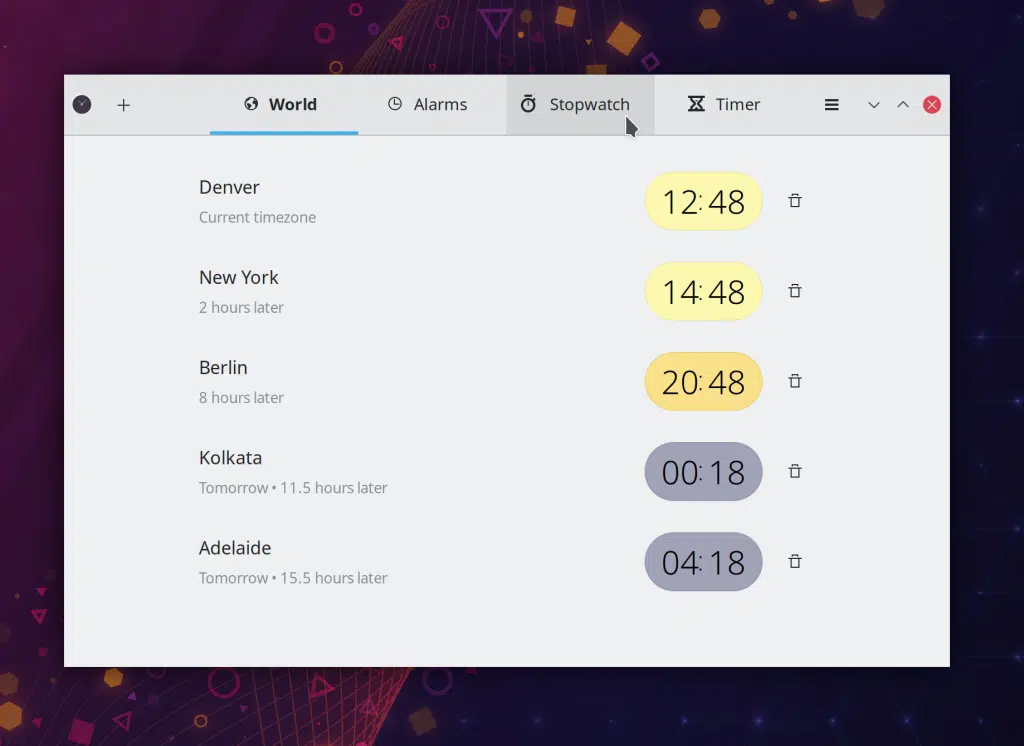 World Alarms Stopwatch Timer
Denver
Current timezone
12:48
New York
2 hours later
14:48
Berlin
8 hours later
20:48
Kolkata
Tomorrow • 11.5 hours later
00:18
Adelaide
Tomorrow • 15.5 hours later
04:18